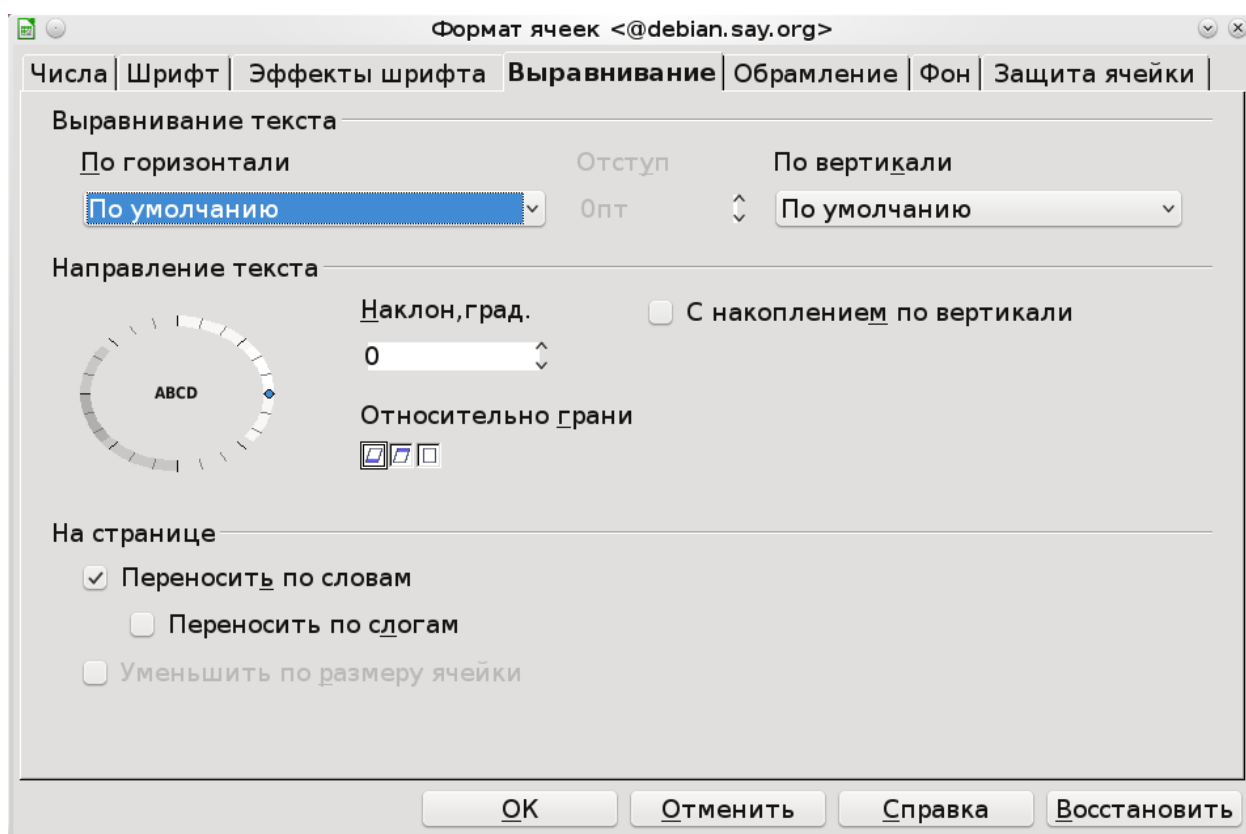 Формат ячеек <@debian.say.org>
Числа Шрифт Эффекты шрифта Выравнивание Обрамление Фон Защита ячейки
Выравнивание текста
По горизонтали Отступ По вертикали
По умолчанию 0пт По умолчанию
Направление текста
Наклон,град. С накоплением по вертикали
0
ABCD
Относительно грани
На странице
Переносить по словам
Переносить по слогам
Уменьшить по размеру ячейки
OK Отменить Справка Восстановить